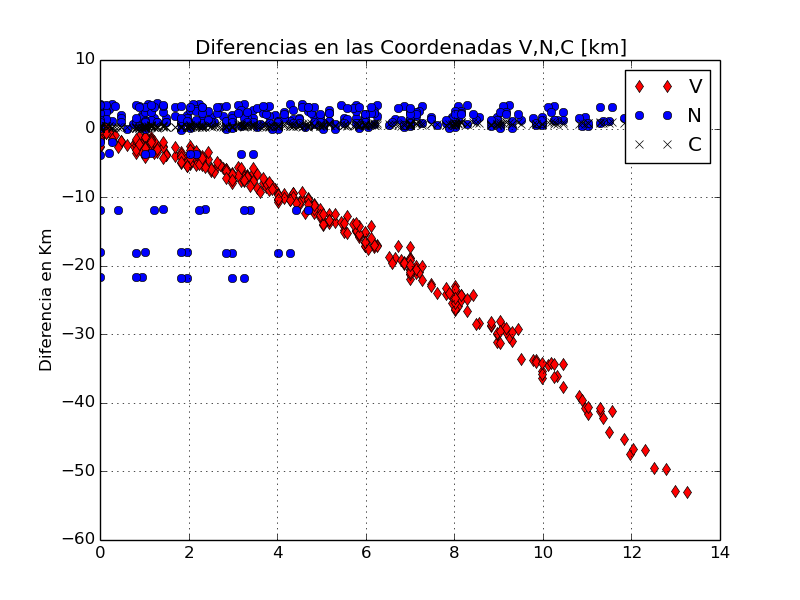 Diferencias en las Coordenadas V,N,C [km]
Diferencia en Km
10
0
−10
−20
−30
−40
−50
−60
0 2 4 6 8 10 12 14
V
N
C